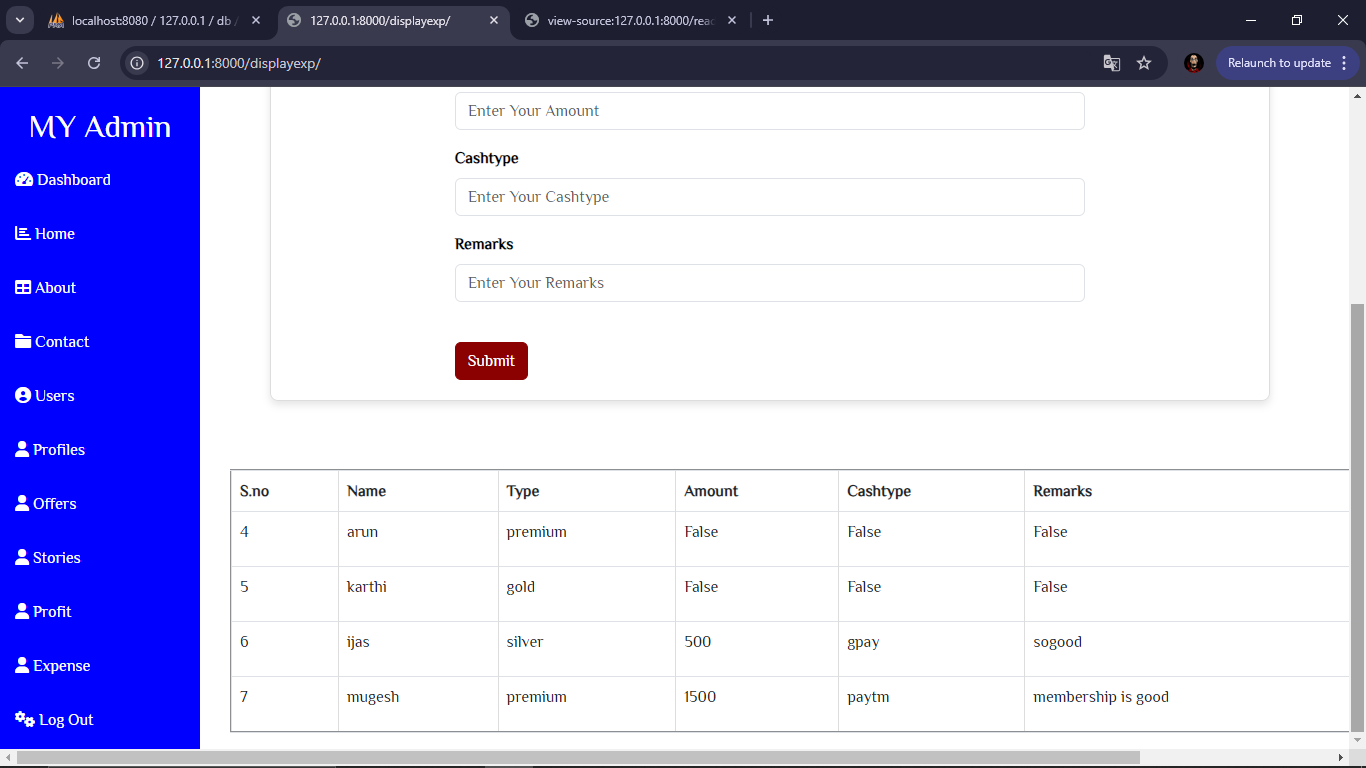 localhost:8080 / 127.0.0.1 / db /
127.0.0.1:8000/displayexp/
view-source:127.0.0.1:8000/read
127.0.0.1:8000/displayexp/
Relaunch to update
MY Admin
Dashboard
Home
About
Contact
Users
Profiles
Offers
Stories
Profit
Expense
Log Out
Enter Your Amount
Cashtype
Enter Your Cashtype
Remarks
Enter Your Remarks
Submit
S.no Name Type Amount Cashtype Remarks
4 arun premium False False False
5 karthi gold False False False
6 ijas silver 500 gpay sogood
7 mugesh premium 1500 paytm membership is good